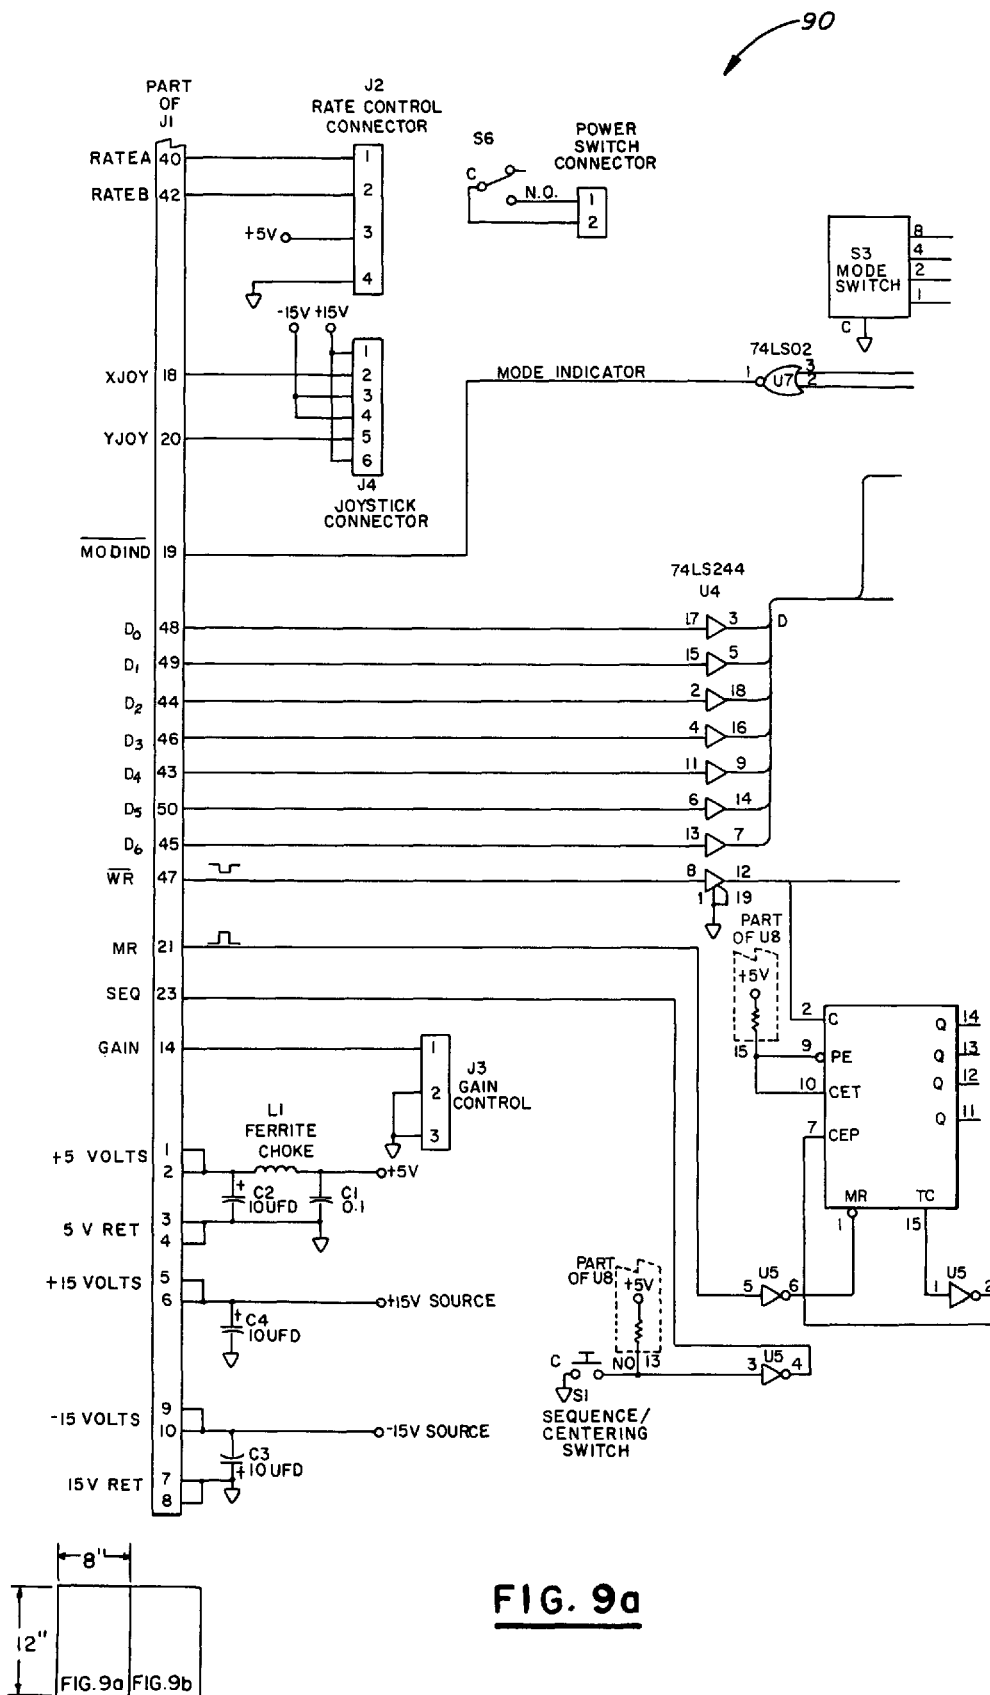 90
PART
OF
J1
J2
RATE CONTROL
CONNECTOR
RATEA 40 1
RATEB 42 2
+5V 3
4
S6
C
N.O.
POWER
SWITCH
CONNECTOR
1
2
S3
MODE
SWITCH
8
4
2
1
C
-15V +15V
1
XJOY 18 2
3
4
YJOY 20 5
6
J4
JOYSTICK
CONNECTOR
MODE INDICATOR
74LS02
1 U7 3
2
MODIND 19
74LS244
U4
D0 48 17 3 D
D1 49 15 5
D2 44 2 18
D3 46 4 16
D4 43 11 9
D5 50 6 14
D6 45 13 7
WR 47 8 12
1 19
MR 21
SEQ 23
PART
OF U8
+5V
15
2 C Q 14
9 PE Q 13
10 CET Q 12
7 CEP Q 11
MR TC
1 15
GAIN 14 1
2
3
J3
GAIN
CONTROL
L1
FERRITE
CHOKE
+5 VOLTS 1
2 +5V
+ C2
10UFD
C1
0.1
5 V RET 3
4
+15 VOLTS 5
6 +15V SOURCE
+ C4
10UFD
PART
OF U8
+5V
5 U5 6
1 U5 2
C NO 13 3 U5 4
S1
SEQUENCE/
CENTERING
SWITCH
-15 VOLTS 9
10 -15V SOURCE
C3
+10UFD
15V RET 7
8
8"
12"
FIG. 9a FIG. 9b
FIG. 9a